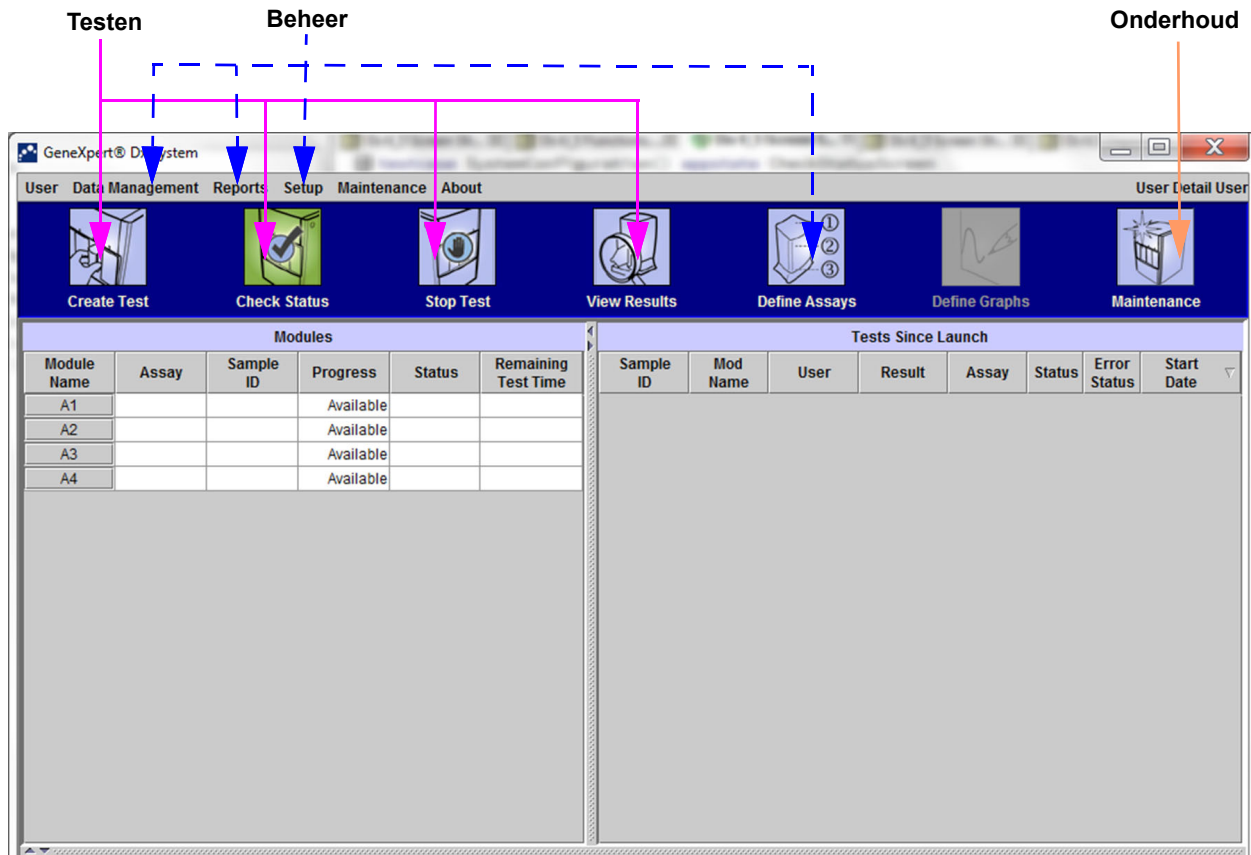 Testen
Beheer
Onderhoud
GeneXpert® Dx System
User Data Management Reports Setup Maintenance About
User Detail User
Create Test
Check Status
Stop Test
View Results
Define Assays
Define Graphs
Maintenance
①
②
③
Modules
Module Name
Assay
Sample ID
Progress
Status
Remaining Test Time
A1 Available
A2 Available
A3 Available
A4 Available
Tests Since Launch
Sample ID
Mod Name
User
Result
Assay
Status
Error Status
Start Date